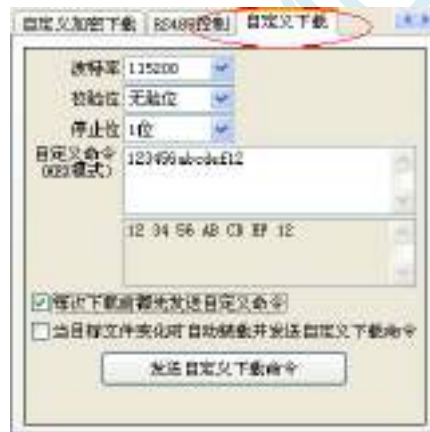 自定义加密下载 RS485控制 自定义下载
波特率 115200
校验位 无验位
停止位 1位
自定义命令 123456abcdef12
(HEX模式)
12 34 56 AB CD EF 12
每次下载前都先发送自定义命令
当目标文件变化时自动装载并发送自定义下载命令
发送自定义下载命令